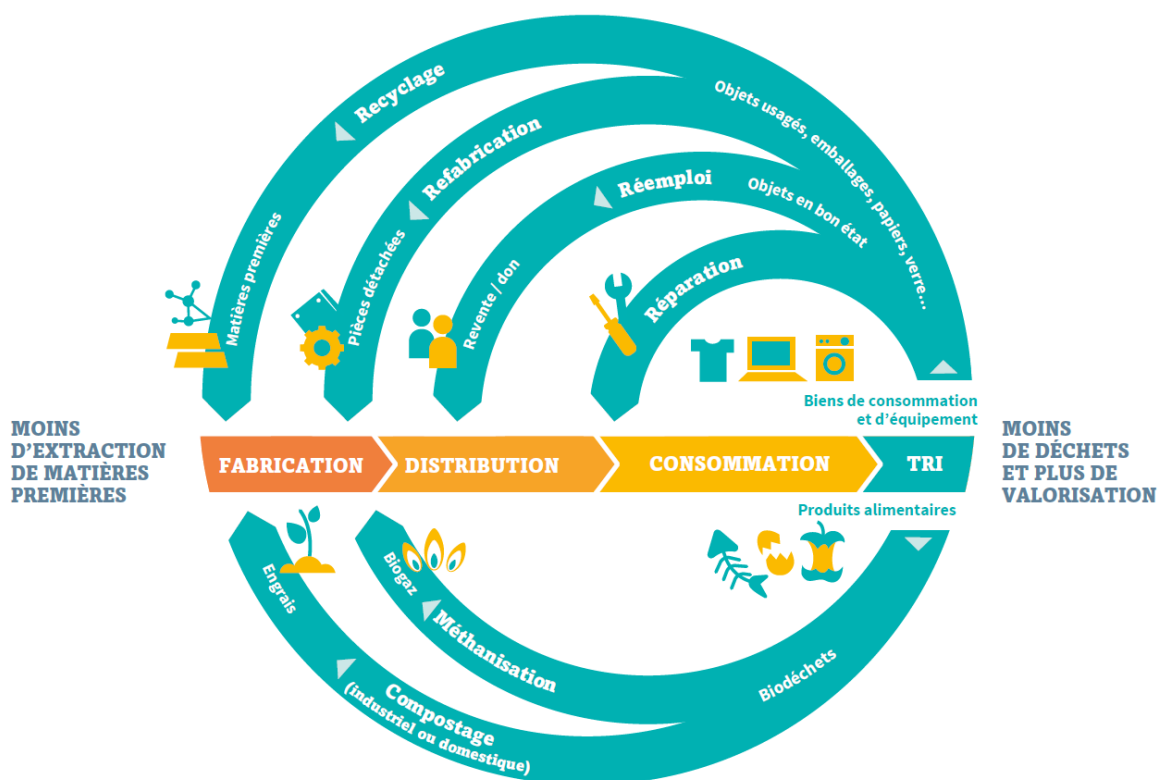 Recyclage
Matières premières
Refabrication
Pièces détachées
Réemploi
Revente / don
Réparation
Objets usagés, emballages, papiers, verre...
Objets en bon état
Biens de consommation
et d'équipement
MOINS
D'EXTRACTION
DE MATIÈRES
PREMIÈRES
FABRICATION
DISTRIBUTION
CONSOMMATION
TRI
MOINS
DE DÉCHETS
ET PLUS DE
VALORISATION
Produits alimentaires
Engrais
Biogaz
Méthanisation
Compostage
(industriel ou domestique)
Biodéchets